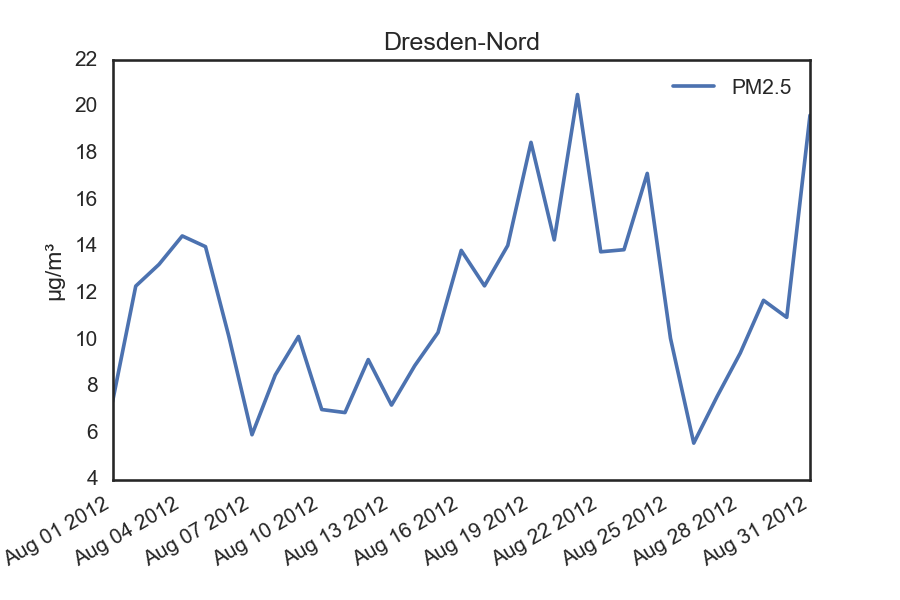 Dresden-Nord
22
20
18
16
14
12
10
8
6
4
µg/m³
PM2.5
Aug 01 2012
Aug 04 2012
Aug 07 2012
Aug 10 2012
Aug 13 2012
Aug 16 2012
Aug 19 2012
Aug 22 2012
Aug 25 2012
Aug 28 2012
Aug 31 2012